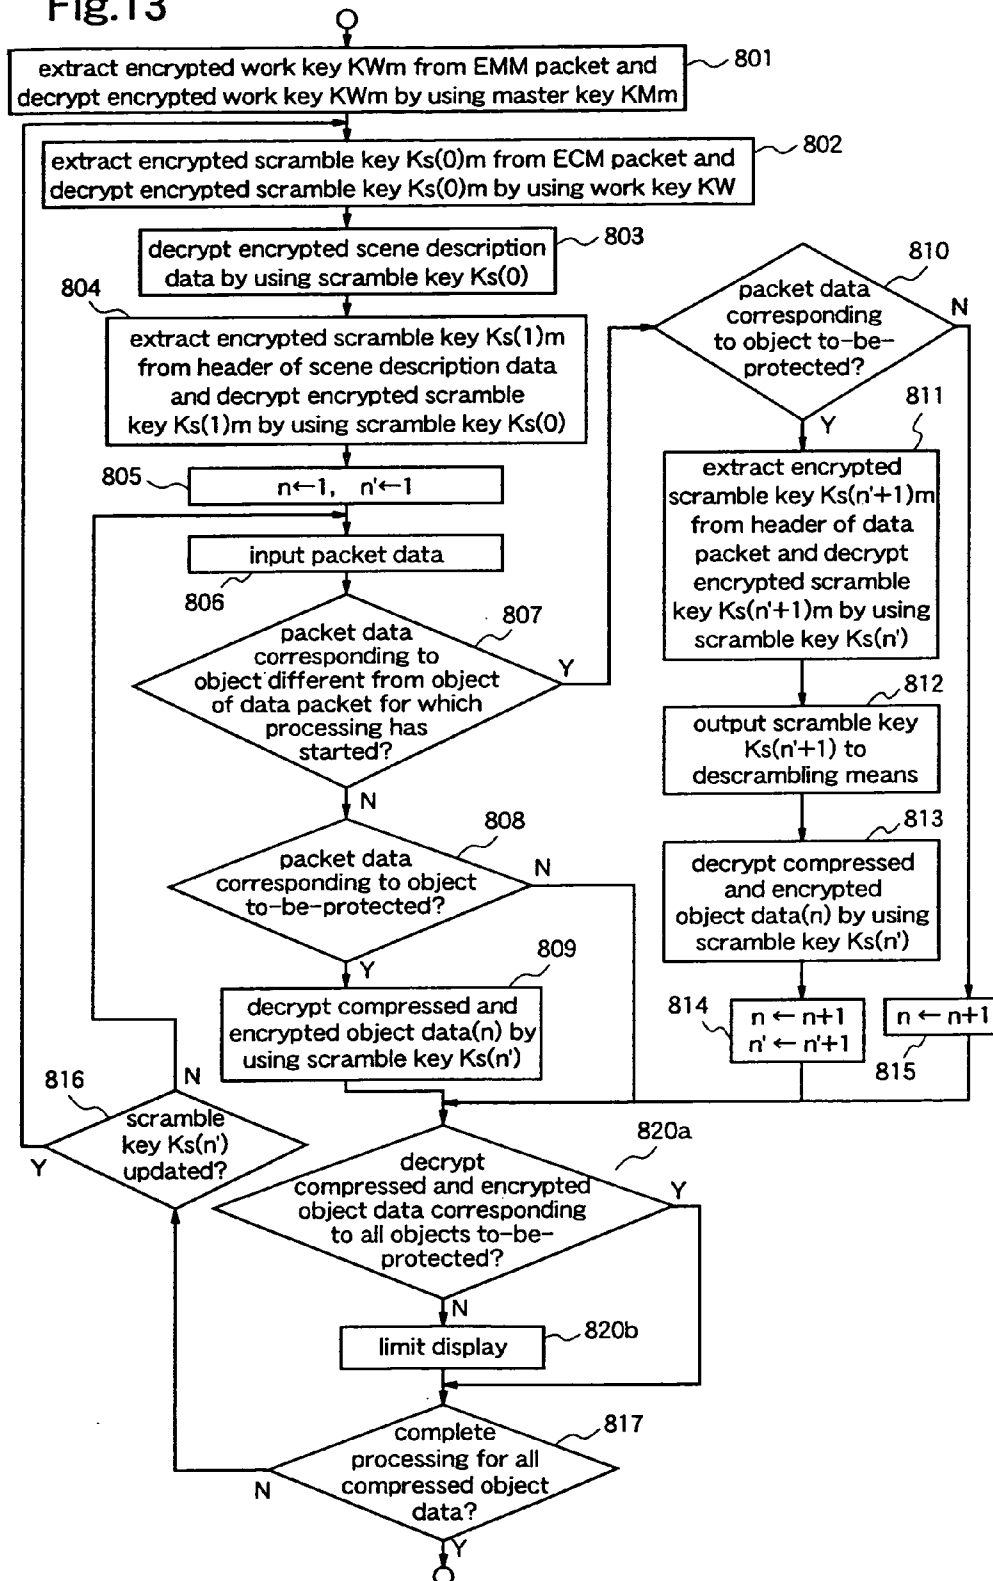 Fig.13
extract encrypted work key KWm from EMM packet and
decrypt encrypted work key KWm by using master key KMm
801
extract encrypted scramble key Ks(0)m from ECM packet and
decrypt encrypted scramble key Ks(0)m by using work key KW
802
decrypt encrypted scene description
data by using scramble key Ks(0)
803
804
extract encrypted scramble key Ks(1)m
from header of scene description data
and decrypt encrypted scramble
key Ks(1)m by using scramble key Ks(0)
805
n←1, n'←1
input packet data
806
807
packet data
corresponding to
object different from object
of data packet for which
processing has
started?
Y
N
808
packet data
corresponding to object
to-be-protected?
N
Y
809
decrypt compressed and
encrypted object data(n) by
using scramble key Ks(n')
810
packet data
corresponding
to object to-be-
protected?
N
Y
811
extract encrypted
scramble key Ks(n'+1)m
from header of data
packet and decrypt
encrypted scramble
key Ks(n'+1)m by using
scramble key Ks(n')
812
output scramble key
Ks(n'+1) to
descrambling means
813
decrypt compressed
and encrypted
object data(n) by using
scramble key Ks(n')
814
n ← n+1
n' ← n'+1
n ← n+1
815
816
N
scramble
key Ks(n')
updated?
Y
820a
decrypt
compressed and encrypted
object data corresponding
to all objects to-be-
protected?
Y
N
limit display
820b
817
complete
processing for all
compressed object
data?
N
Y